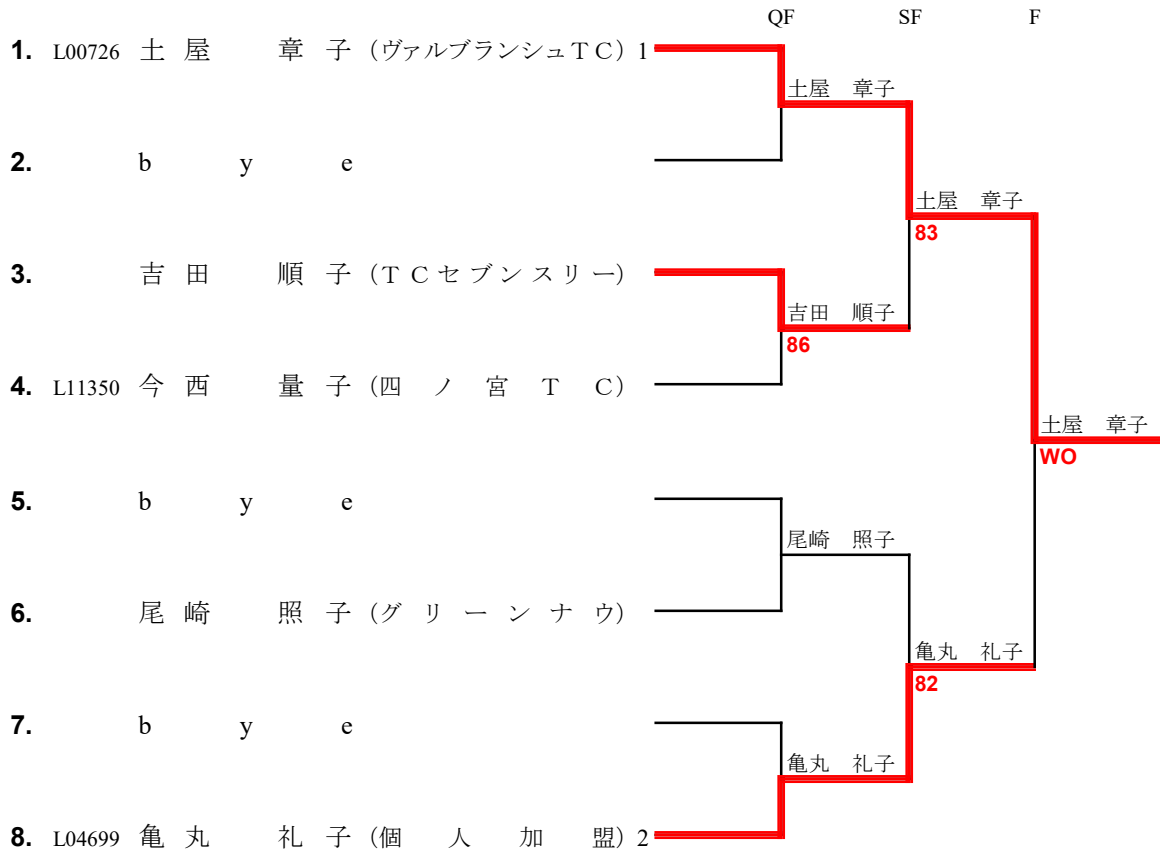 QF SF F
1. L00726 土屋 章子 (ヴァルブランシュTC) 1
土屋 章子
2. bye
土屋 章子
83
3. 吉田 順子 (TCセブンスリー)
吉田 順子
86
4. L11350 今西 量子 (四ノ宮TC)
土屋 章子
WO
5. bye
尾崎 照子
6. 尾崎 照子 (グリーンナウ)
亀丸 礼子
82
7. bye
亀丸 礼子
8. L04699 亀丸 礼子 (個人加盟) 2